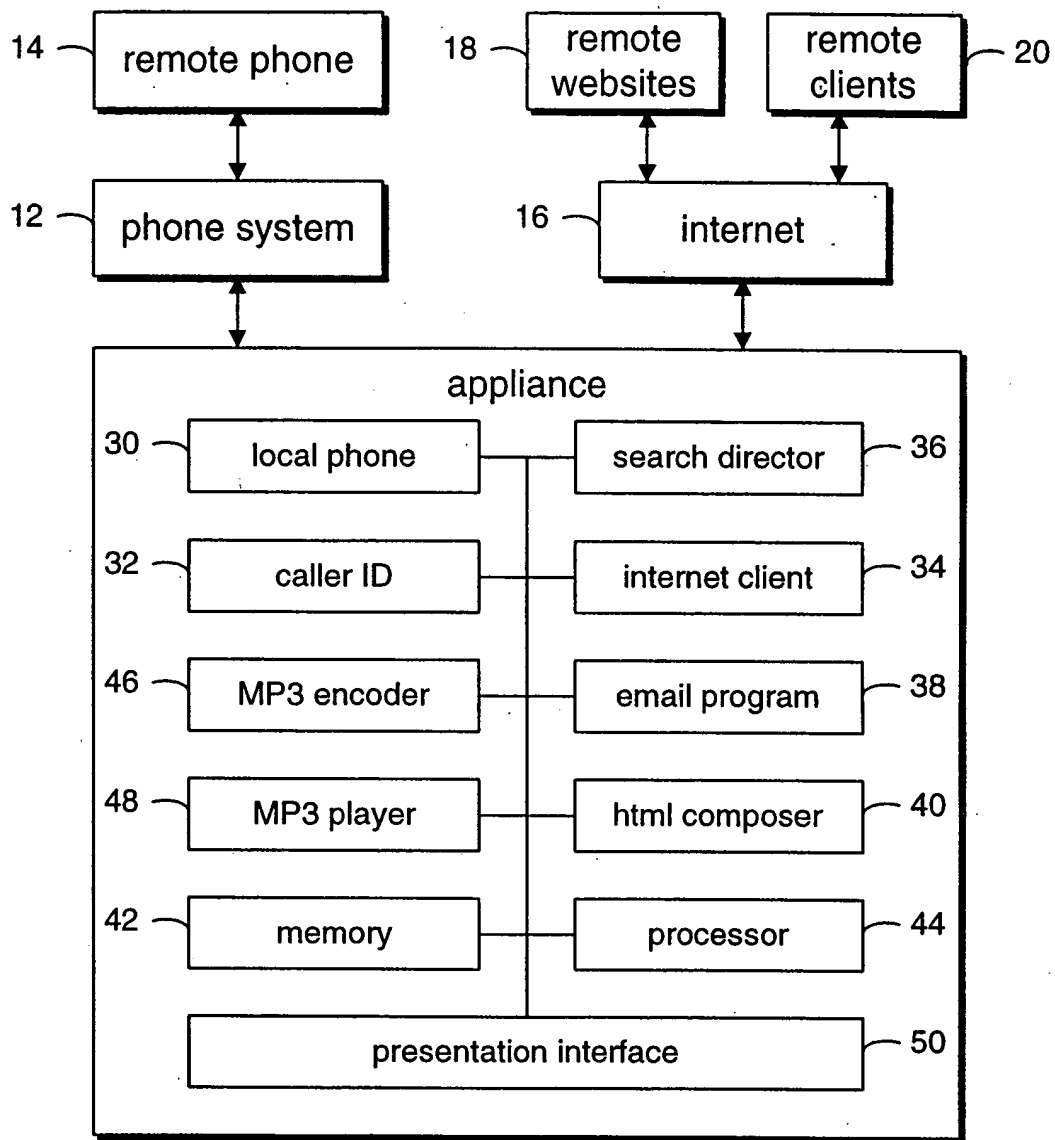 14 remote phone
18 remote websites
remote clients 20
12 phone system
16 internet
appliance
30 local phone
search director 36
32 caller ID
internet client 34
46 MP3 encoder
email program 38
48 MP3 player
html composer 40
42 memory
processor 44
presentation interface 50